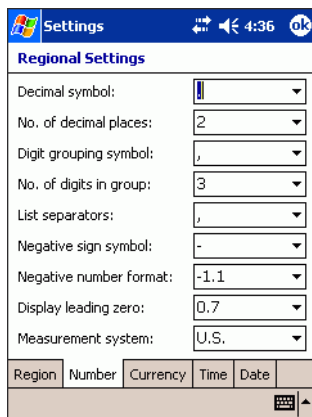 Settings 4:36 ok
Regional Settings
Decimal symbol: .
No. of decimal places: 2
Digit grouping symbol: ,
No. of digits in group: 3
List separators: ,
Negative sign symbol: -
Negative number format: -1.1
Display leading zero: 0.7
Measurement system: U.S.
Region Number Currency Time Date